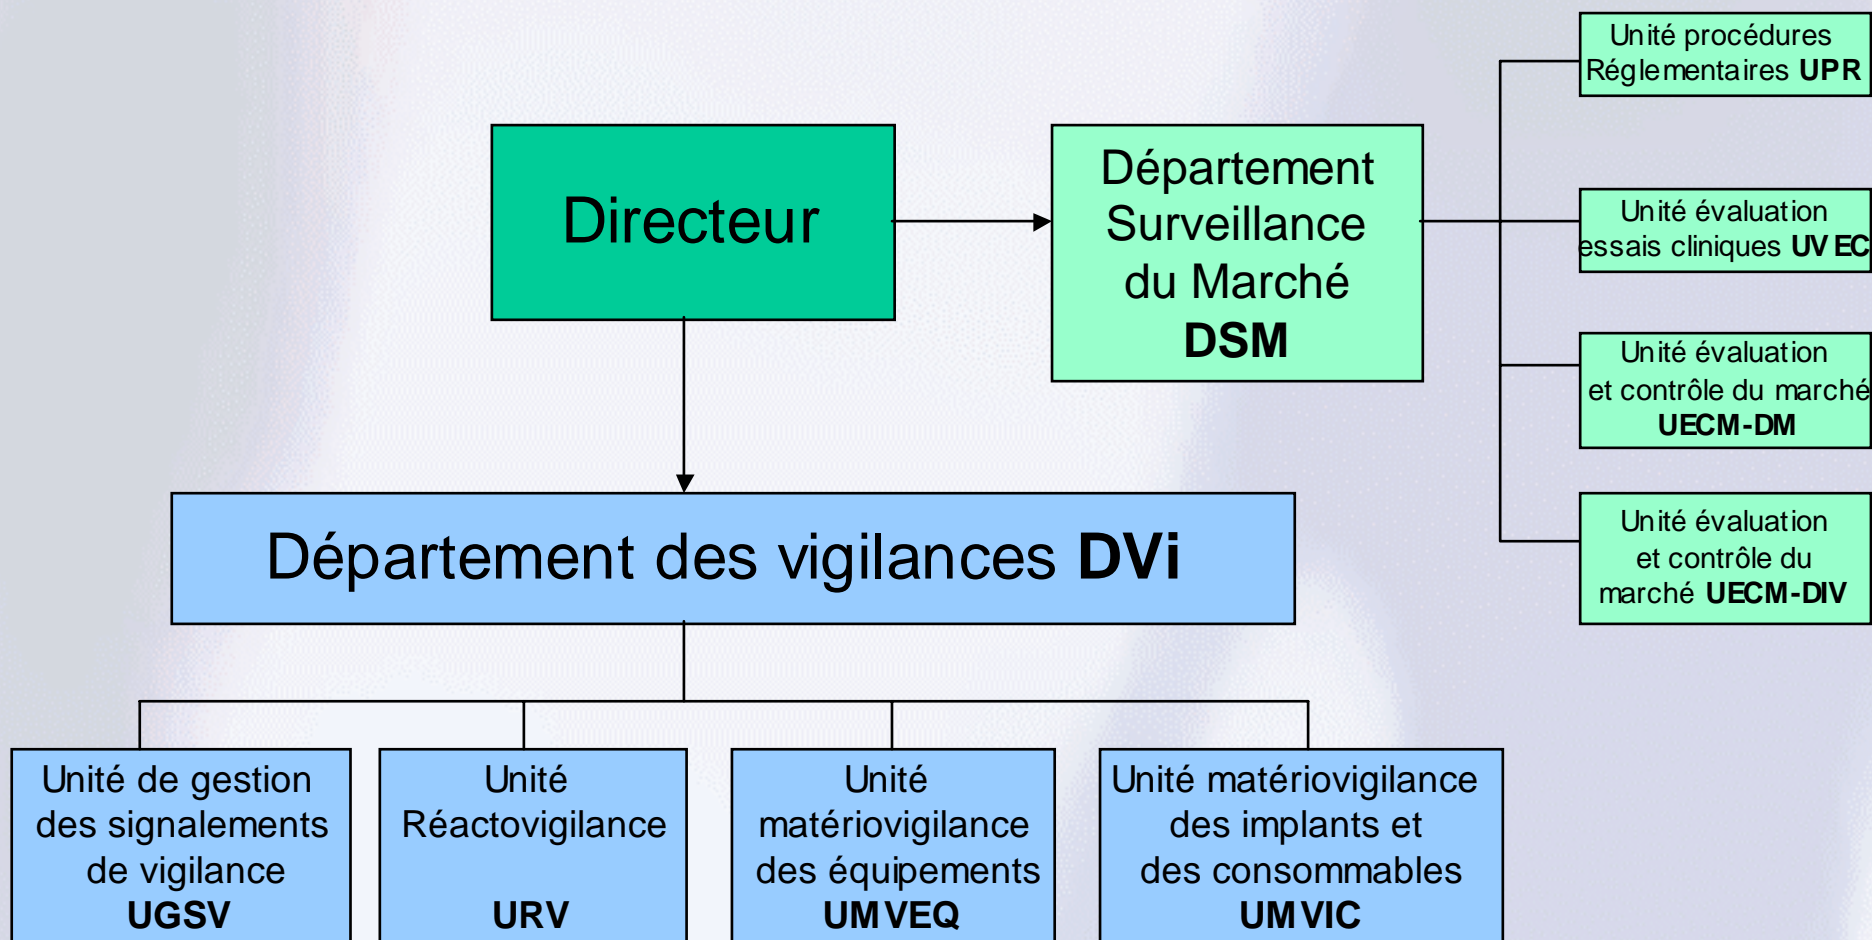 Unité procédures
Réglementaires UPR
Directeur
Département
Surveillance
du Marché
DSM
Unité évaluation
essais cliniques UVEC
Unité évaluation
et contrôle du marché
UECM-DM
Unité évaluation
et contrôle du
marché UECM-DIV
Département des vigilances DVi
Unité de gestion
des signalements
de vigilance
UGSV
Unité
Réactovigilance
URV
Unité
matériovigilance
des équipements
UMVEQ
Unité matériovigilance
des implants et
des consommables
UMVIC